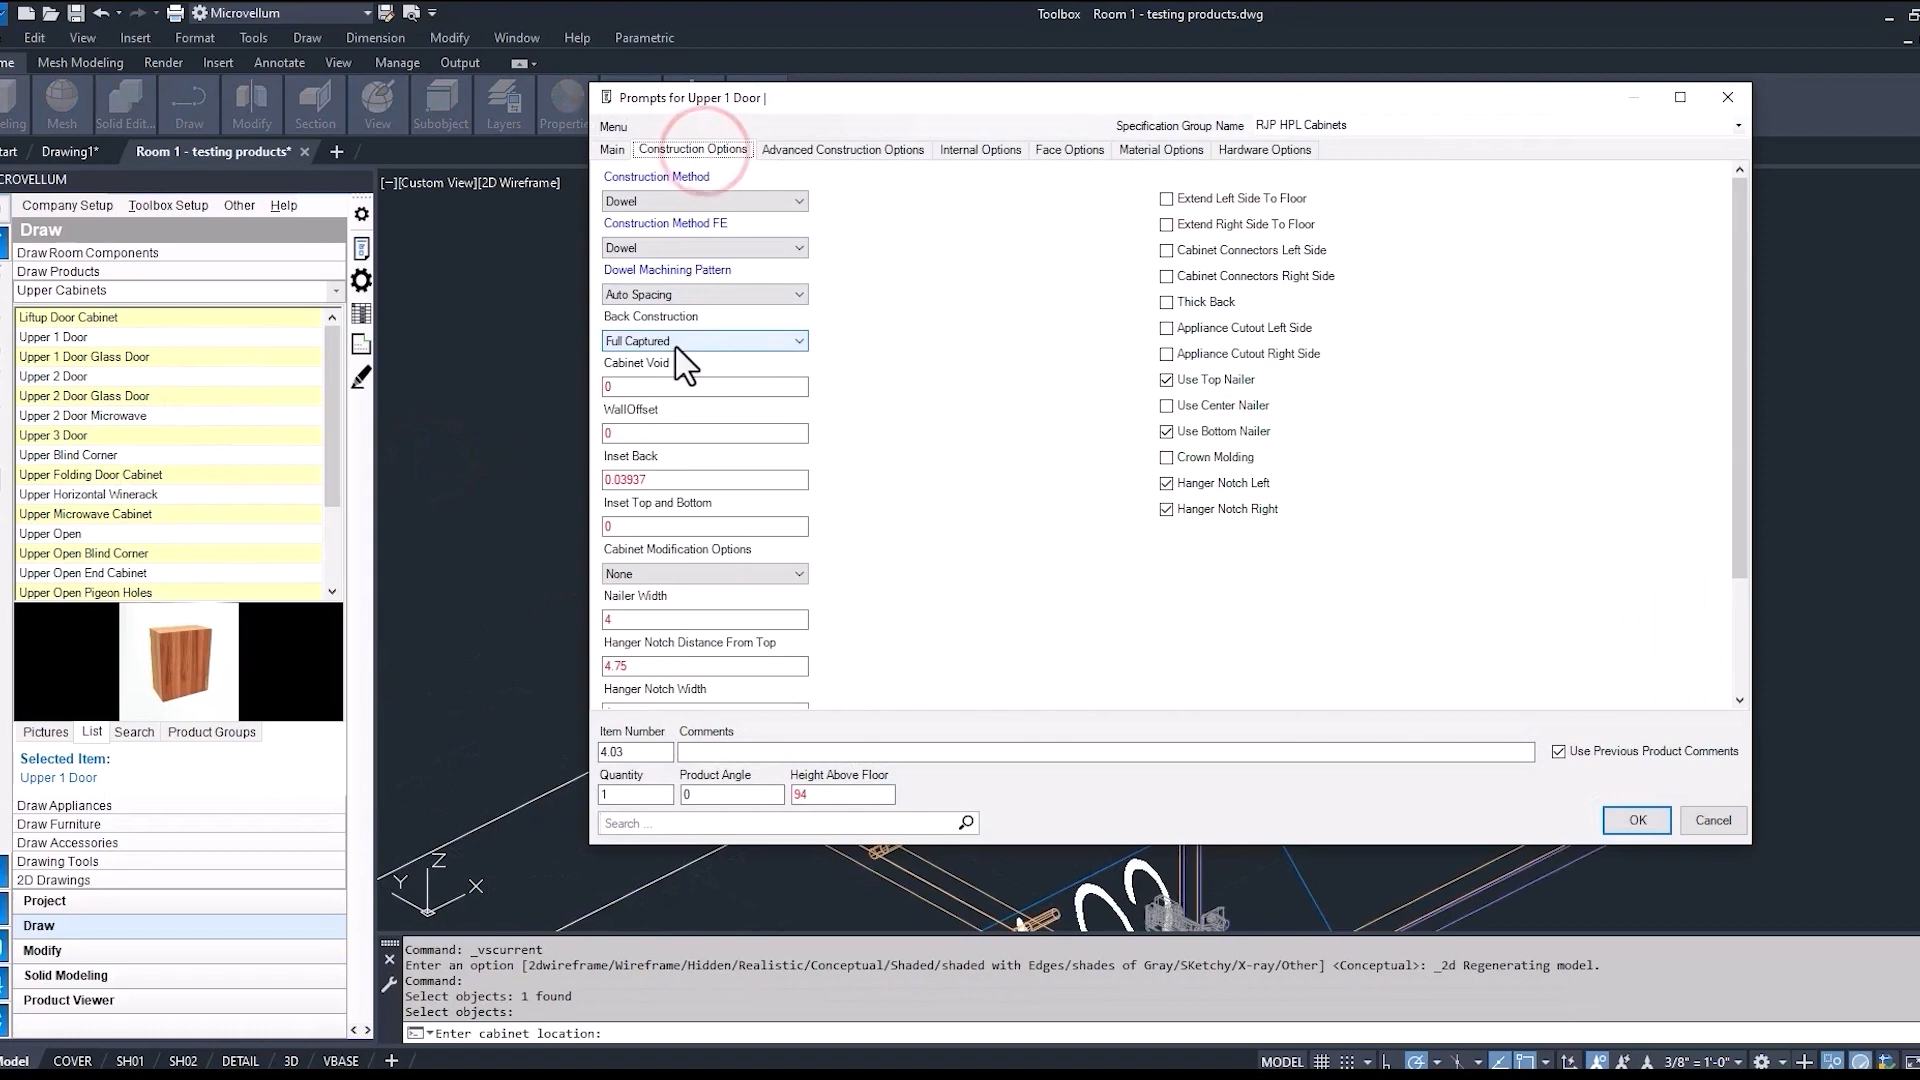 Microvellum
Toolbox Room 1 - testing products.dwg
Edit View Insert Format Tools Draw Dimension Modify Window Help Parametric
me Mesh Modeling Render Insert Annotate View Manage Output
eling Mesh Solid Edit... Draw Modify Section View Subobject Layers Propertie
tart Drawing1* Room 1 - testing products*
CROVELLUM
[−][Custom View][2D Wireframe]
Company Setup Toolbox Setup Other Help
Draw
Draw Room Components
Draw Products
Upper Cabinets
Liftup Door Cabinet
Upper 1 Door
Upper 1 Door Glass Door
Upper 2 Door
Upper 2 Door Glass Door
Upper 2 Door Microwave
Upper 3 Door
Upper Blind Corner
Upper Folding Door Cabinet
Upper Horizontal Winerack
Upper Microwave Cabinet
Upper Open
Upper Open Blind Corner
Upper Open End Cabinet
Upper Open Pigeon Holes
Pictures List Search Product Groups
Selected Item:
Upper 1 Door
Draw Appliances
Draw Furniture
Draw Accessories
Drawing Tools
2D Drawings
Project
Draw
Modify
Solid Modeling
Product Viewer
Prompts for Upper 1 Door |
Menu
Specification Group Name RJP HPL Cabinets
Main Construction Options Advanced Construction Options Internal Options Face Options Material Options Hardware Options
Construction Method
Dowel
Construction Method FE
Dowel
Dowel Machining Pattern
Auto Spacing
Back Construction
Full Captured
Cabinet Void
0
WallOffset
0
Inset Back
0.03937
Inset Top and Bottom
0
Cabinet Modification Options
None
Nailer Width
4
Hanger Notch Distance From Top
4.75
Hanger Notch Width
Extend Left Side To Floor
Extend Right Side To Floor
Cabinet Connectors Left Side
Cabinet Connectors Right Side
Thick Back
Appliance Cutout Left Side
Appliance Cutout Right Side
Use Top Nailer
Use Center Nailer
Use Bottom Nailer
Crown Molding
Hanger Notch Left
Hanger Notch Right
Item Number Comments
4.03
Use Previous Product Comments
Quantity Product Angle Height Above Floor
1 0 94
Search ...
OK Cancel
Z
Y X
Command: _vscurrent
Enter an option [2dwireframe/Wireframe/Hidden/Realistic/Conceptual/Shaded/shaded with Edges/shades of Gray/SKetchy/X-ray/Other] <Conceptual>: _2d Regenerating model.
Command:
Select objects: 1 found
Select objects:
Enter cabinet location:
Model COVER SH01 SH02 DETAIL 3D VBASE
MODEL 3/8" = 1'-0"